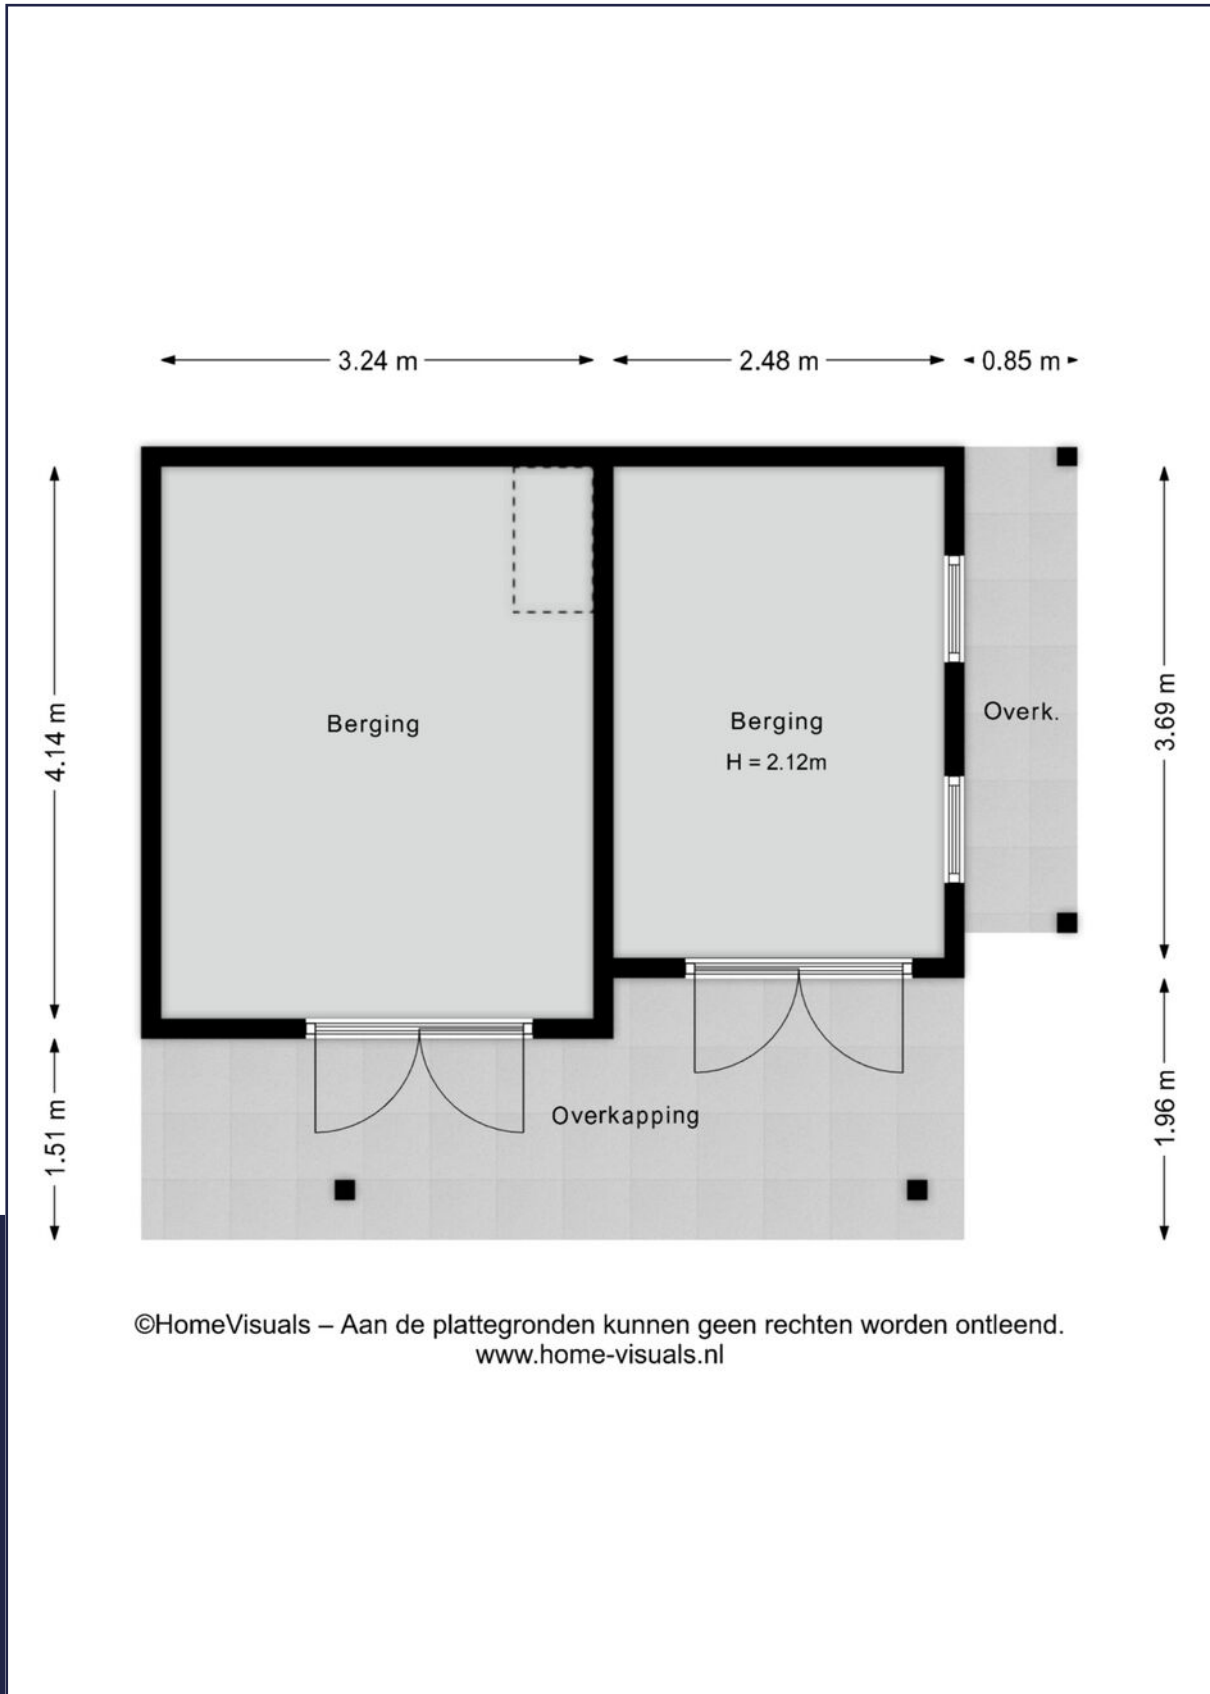 3.24 m
2.48 m
0.85 m
4.14 m
3.69 m
Berging
Berging
H = 2.12m
Overk.
Overkapping
1.51 m
1.96 m
©HomeVisuals – Aan de plattegronden kunnen geen rechten worden ontleend.
www.home-visuals.nl